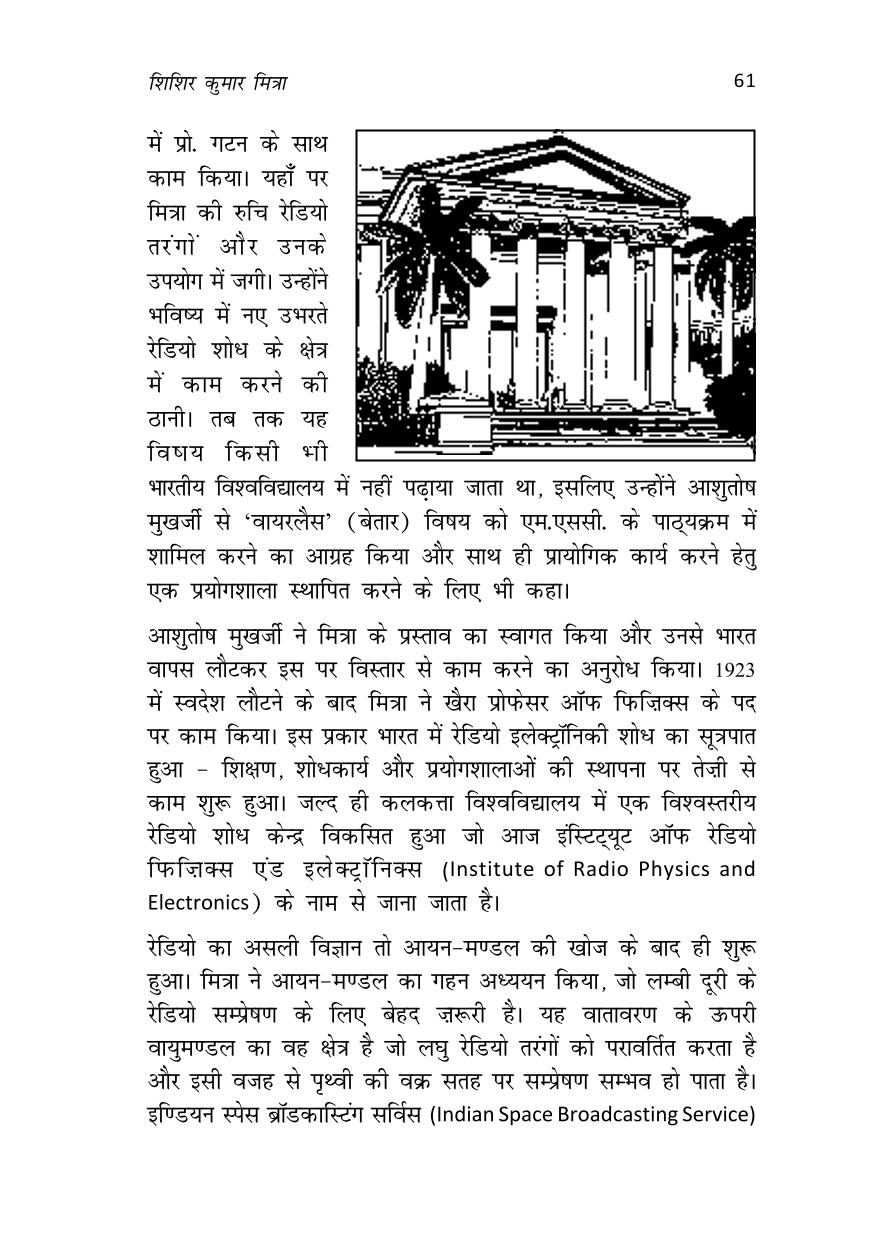 शिशिर कुमार मित्रा 61
में प्रो. गटन के साथ
काम किया। यहाँ पर
मित्रा की रुचि रेडियो
तरंगों और उनके
उपयोग में जगी। उन्होंने
भविष्य में नए उभरते
रेडियो शोध के क्षेत्र
में काम करने की
ठानी। तब तक यह
विषय किसी भी
भारतीय विश्वविद्यालय में नहीं पढ़ाया जाता था, इसलिए उन्होंने आशुतोष
मुखर्जी से ‘वायरलैस’ (बेतार) विषय को एम.एससी. के पाठ्यक्रम में
शामिल करने का आग्रह किया और साथ ही प्रायोगिक कार्य करने हेतु
एक प्रयोगशाला स्थापित करने के लिए भी कहा।
आशुतोष मुखर्जी ने मित्रा के प्रस्ताव का स्वागत किया और उनसे भारत
वापस लौटकर इस पर विस्तार से काम करने का अनुरोध किया। 1923
में स्वदेश लौटने के बाद मित्रा ने खैरा प्रोफेसर ऑफ फिज़िक्स के पद
पर काम किया। इस प्रकार भारत में रेडियो इलेक्ट्रॉनिकी शोध का सूत्रपात
हुआ – शिक्षण, शोधकार्य और प्रयोगशालाओं की स्थापना पर तेज़ी से
काम शुरू हुआ। जल्द ही कलकत्ता विश्वविद्यालय में एक विश्वस्तरीय
रेडियो शोध केन्द्र विकसित हुआ जो आज इंस्टिट्यूट ऑफ रेडियो
फिज़िक्स एंड इलेक्ट्रॉनिक्स (Institute of Radio Physics and
Electronics) के नाम से जाना जाता है।
रेडियो का असली विज्ञान तो आयन-मण्डल की खोज के बाद ही शुरू
हुआ। मित्रा ने आयन-मण्डल का गहन अध्ययन किया, जो लम्बी दूरी के
रेडियो सम्प्रेषण के लिए बेहद ज़रूरी है। यह वातावरण के ऊपरी
वायुमण्डल का वह क्षेत्र है जो लघु रेडियो तरंगों को परावर्तित करता है
और इसी वजह से पृथ्वी की वक्र सतह पर सम्प्रेषण सम्भव हो पाता है।
इण्डियन स्पेस ब्रॉडकास्टिंग सर्विस (Indian Space Broadcasting Service)